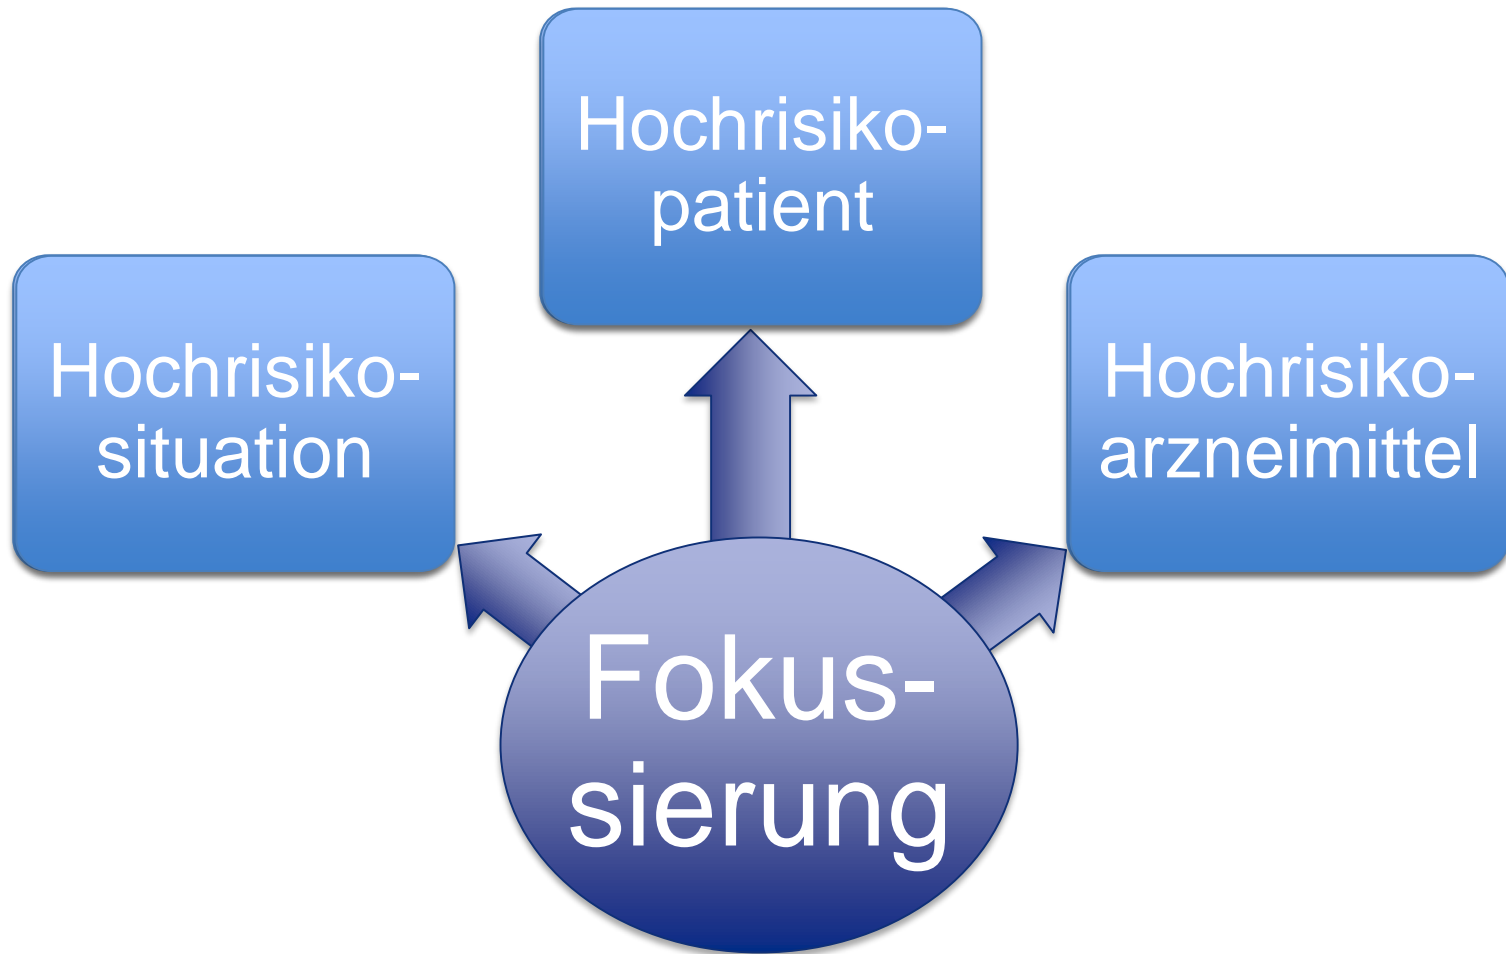 Hochrisiko-
patient
Hochrisiko-
situation
Hochrisiko-
arzneimittel
Fokus-
sierung